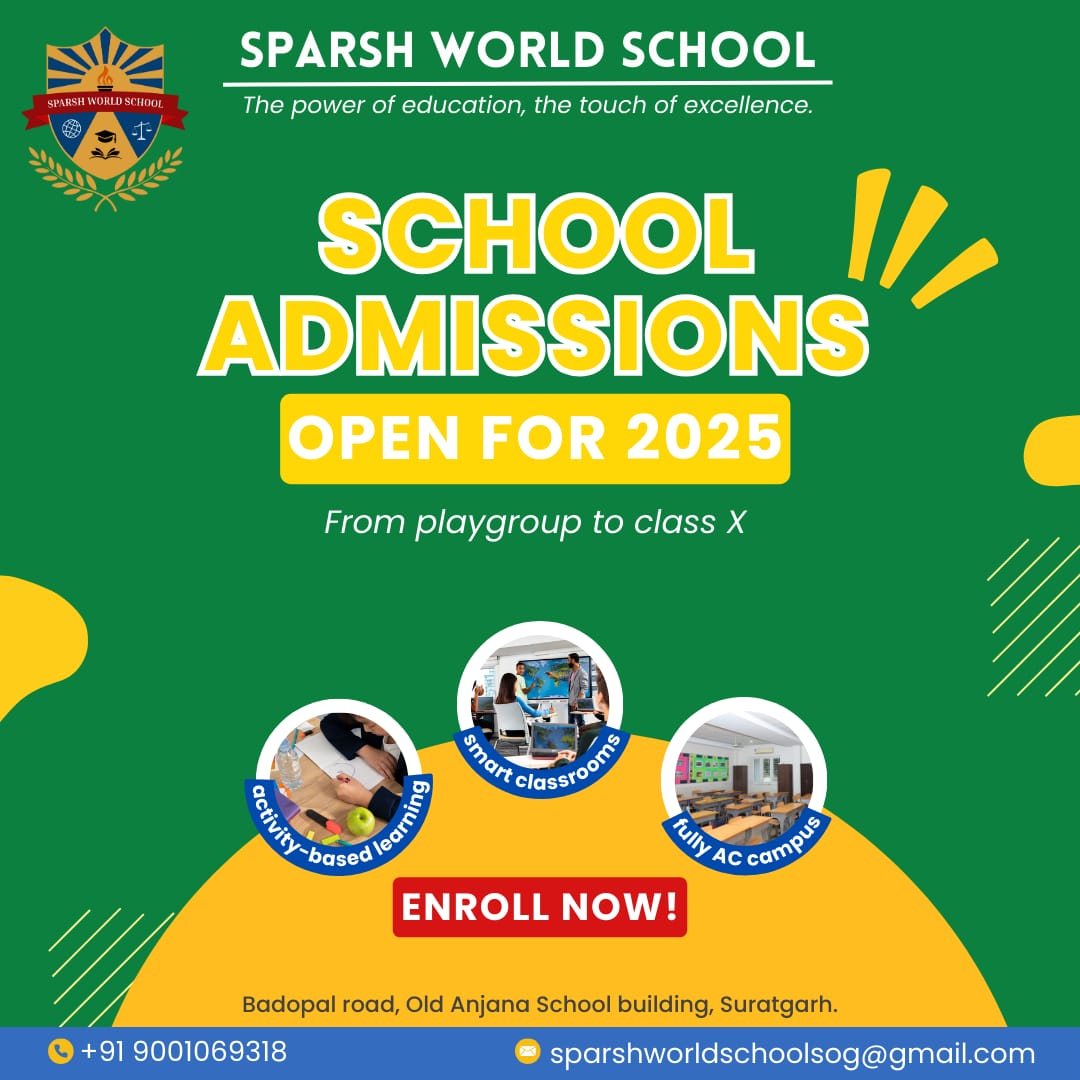 SPARSH WORLD SCHOOL
The power of education, the touch of excellence.
SPARSH WORLD SCHOOL
SCHOOL
ADMISSIONS
OPEN FOR 2025
From playgroup to class X
activity-based learning
smart classrooms
fully AC campus
ENROLL NOW!
Badopal road, Old Anjana School building, Suratgarh.
+91 9001069318
sparshworldschoolsog@gmail.com